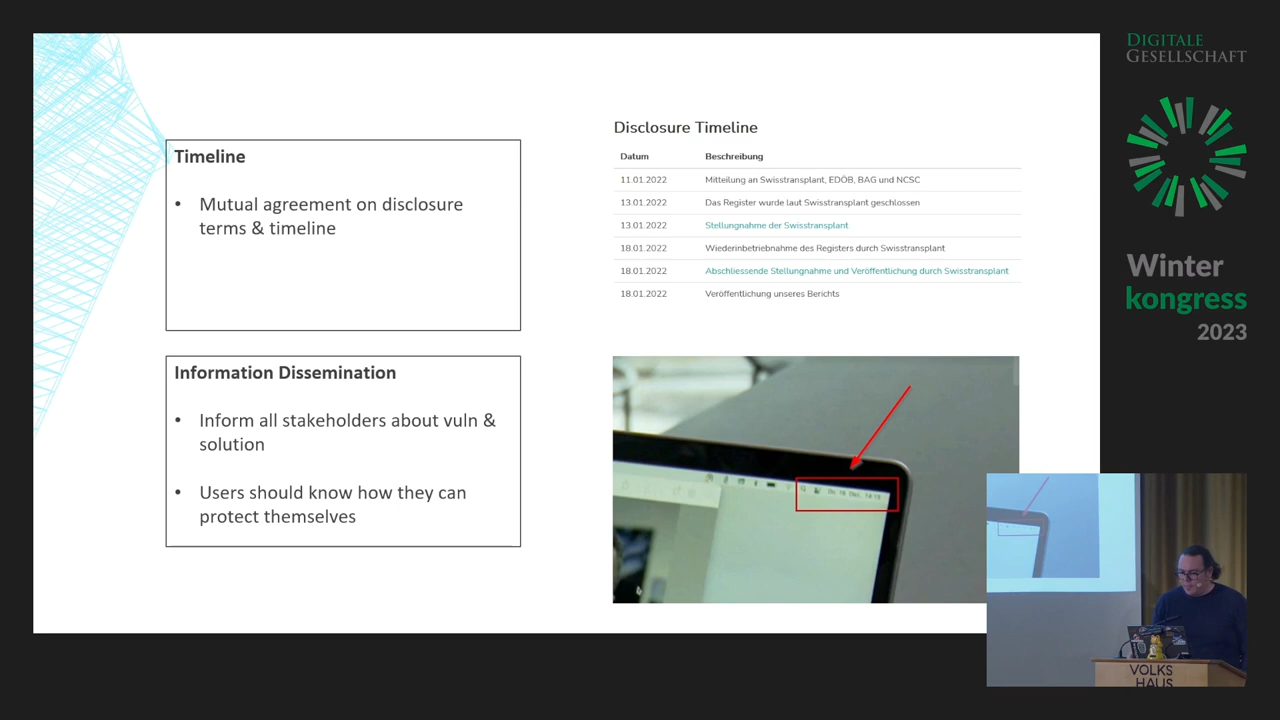 Timeline
• Mutual agreement on disclosure
terms & timeline
Information Dissemination
• Inform all stakeholders about vuln &
solution
• Users should know how they can
protect themselves
Disclosure Timeline
Datum Beschreibung
11.01.2022 Mitteilung an Swisstransplant, EDÖB, BAG und NCSC
13.01.2022 Das Register wurde laut Swisstransplant geschlossen
13.01.2022 Stellungnahme der Swisstransplant
18.01.2022 Wiederinbetriebnahme des Registers durch Swisstransplant
18.01.2022 Abschliessende Stellungnahme und Veröffentlichung durch Swisstransplant
18.01.2022 Veröffentlichung unseres Berichts
DIGITALE
GESELLSCHAFT
Winter
kongress
2023
VOLKS
HAUS